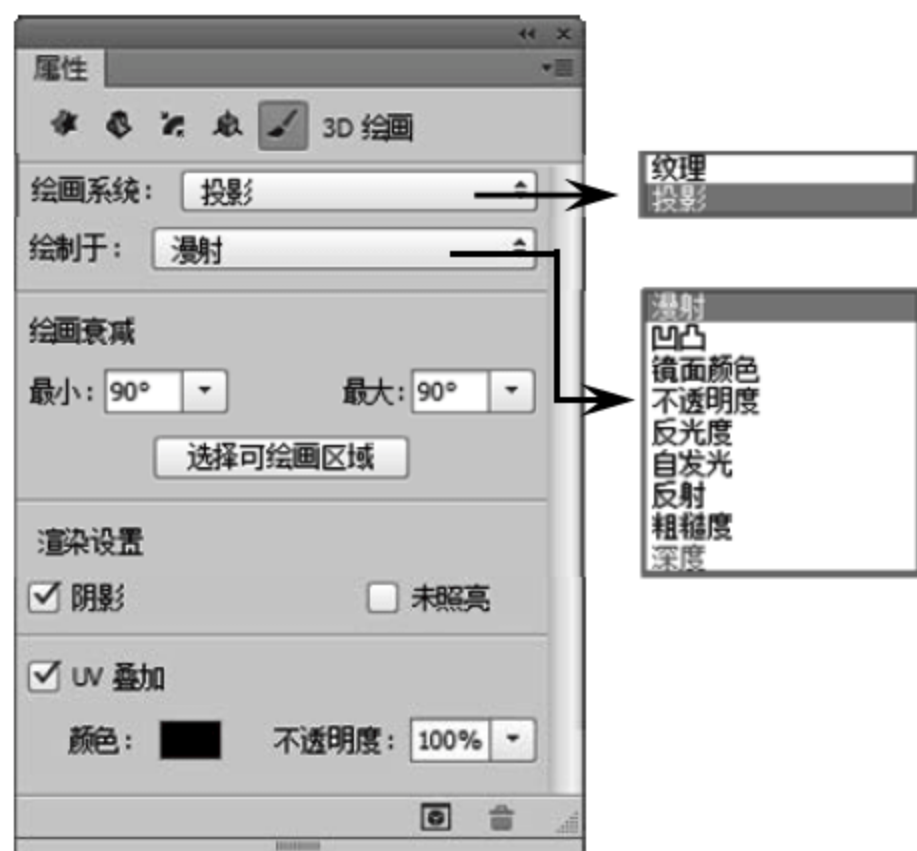 属性
3D 绘画
绘画系统： 投影
绘制于： 漫射
绘画衰减
最小： 90° 最大： 90°
选择可绘画区域
渲染设置
阴影 未照亮
UV 叠加
颜色： 不透明度： 100%
纹理
投影
漫射
凹凸
镜面颜色
不透明度
反光度
自发光
反射
粗糙度
深度